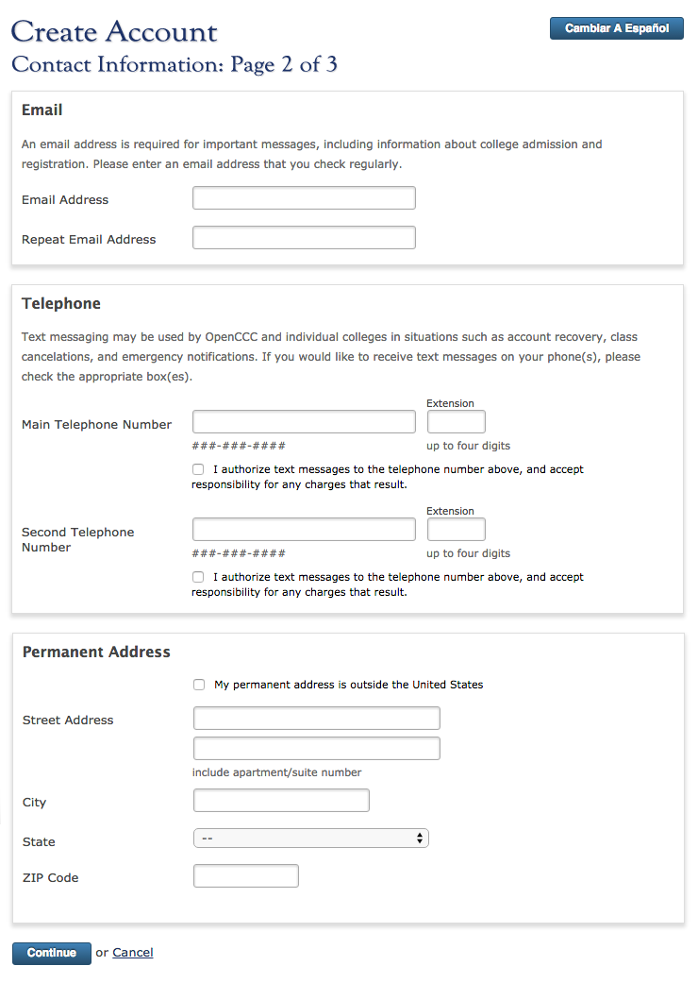 Create Account
Cambiar A Español
Contact Information: Page 2 of 3
Email
An email address is required for important messages, including information about college admission and
registration. Please enter an email address that you check regularly.
Email Address
Repeat Email Address
Telephone
Text messaging may be used by OpenCCC and individual colleges in situations such as account recovery, class
cancelations, and emergency notifications. If you would like to receive text messages on your phone(s), please
check the appropriate box(es).
Extension
Main Telephone Number
###-###-#### up to four digits
I authorize text messages to the telephone number above, and accept
responsibility for any charges that result.
Extension
Second Telephone
Number
###-###-#### up to four digits
I authorize text messages to the telephone number above, and accept
responsibility for any charges that result.
Permanent Address
My permanent address is outside the United States
Street Address
include apartment/suite number
City
State --
ZIP Code
Continue or Cancel